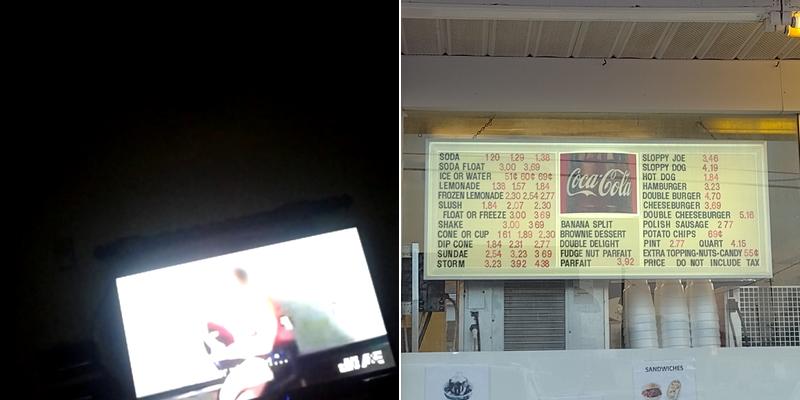 SODA 1 20 1.29 1.38
SODA FLOAT 3.00 3.69
ICE OR WATER 51¢ 60¢ 69¢
LEMONADE 1.38 1.57 1.84
FROZEN LEMONADE 2.30 2.54 2.77
SLUSH 1.84 2.07 2.30
FLOAT OR FREEZE 3.00 3 69
SHAKE 3.00 3 69
CONE OR CUP 1 61 1.89 2.30
DIP CONE 1.84 2.31 2.77
SUNDAE 2.54 3.23 3 69
STORM 3.23 3.92 4.38
Coca-Cola
BANANA SPLIT
BROWNIE DESSERT
DOUBLE DELIGHT
FUDGE NUT PARFAIT
PARFAIT 3.92
SLOPPY JOE 3.46
SLOPPY DOG 4.19
HOT DOG 1.84
HAMBURGER 3.23
DOUBLE BURGER 4,70
CHEESEBURGER 3.69
DOUBLE CHEESEBURGER 5.16
POLISH SAUSAGE 2 77
POTATO CHIPS 69¢
PINT 2.77 QUART 4.15
EXTRA TOPPING-NUTS-CANDY 55¢
PRICE DO NOT INCLUDE TAX
SANDWICHES